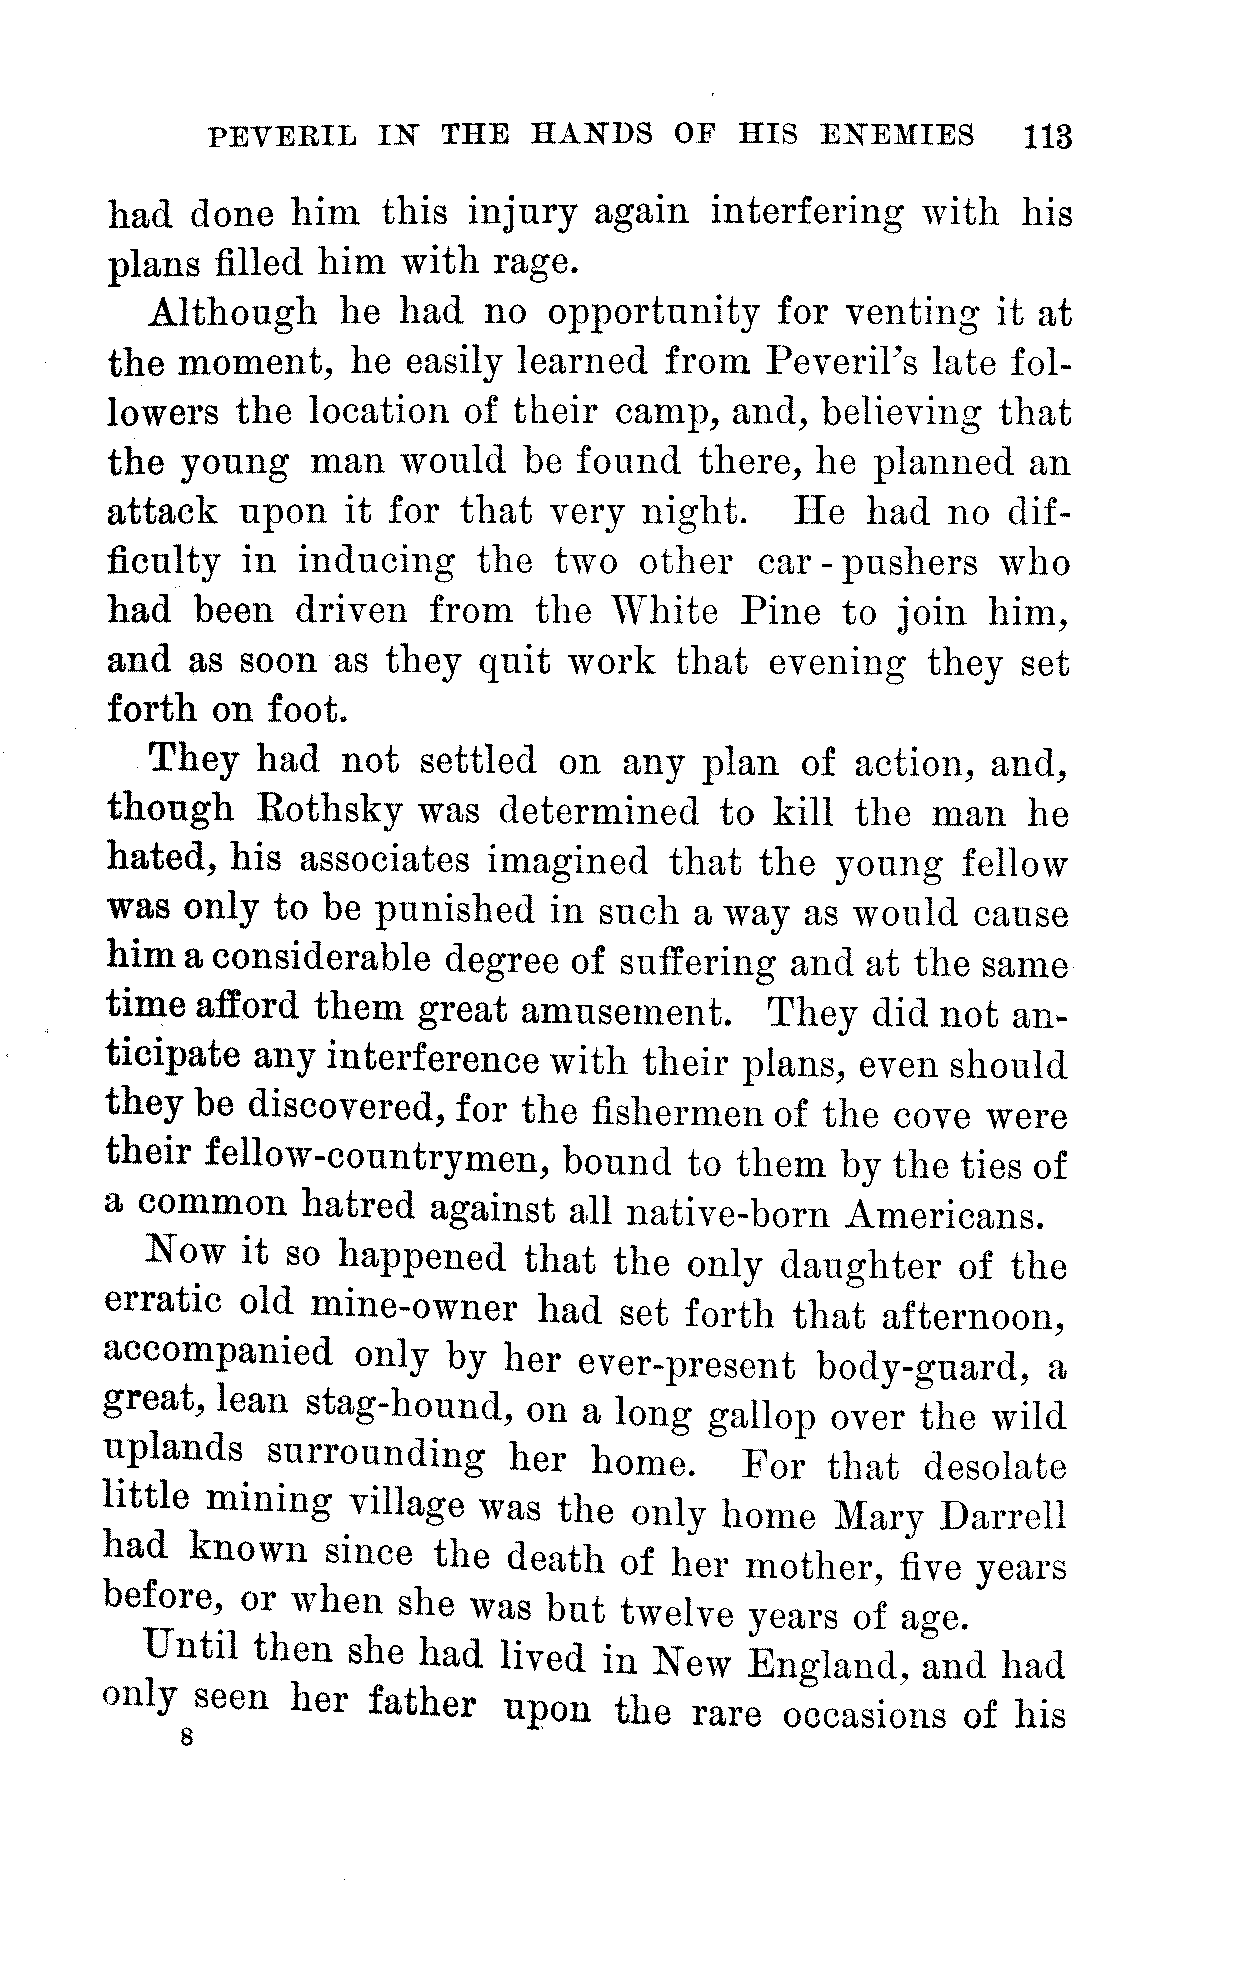 PEVERIL IN THE HANDS OF HIS ENEMIES 113
had done him this injury again interfering with his
plans filled him with rage.
Although he had no opportunity for venting it at
the moment, he easily learned from Peveril's late fol-
lowers the location of their camp, and, believing that
the young man would be found there, he planned an
attack upon it for that very night. He had no dif-
ficulty in inducing the two other car-pushers who
had been driven from the White Pine to join him,
and as soon as they quit work that evening they set
forth on foot.
They had not settled on any plan of action, and,
though Rothsky was determined to kill the man he
hated, his associates imagined that the young fellow
was only to be punished in such a way as would cause
him a considerable degree of suffering and at the same
time afford them great amusement. They did not an-
ticipate any interference with their plans, even should
they be discovered, for the fishermen of the cove were
their fellow-countrymen, bound to them by the ties of
a common hatred against all native-born Americans.
Now it so happened that the only daughter of the
erratic old mine-owner had set forth that afternoon,
accompanied only by her ever-present body-guard, a
great, lean stag-hound, on a long gallop over the wild
uplands surrounding her home. For that desolate
little mining village was the only home Mary Darrell
had known since the death of her mother, five years
before, or when she was but twelve years of age.
Until then she had lived in New England, and had
only seen her father upon the rare occasions of his
8